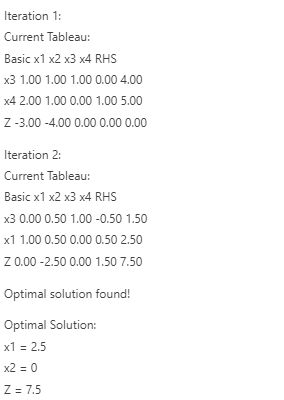 Iteration 1:
Current Tableau:
Basic x1 x2 x3 x4 RHS
x3 1.00 1.00 1.00 0.00 4.00
x4 2.00 1.00 0.00 1.00 5.00
Z -3.00 -4.00 0.00 0.00 0.00
Iteration 2:
Current Tableau:
Basic x1 x2 x3 x4 RHS
x3 0.00 0.50 1.00 -0.50 1.50
x1 1.00 0.50 0.00 0.50 2.50
Z 0.00 -2.50 0.00 1.50 7.50
Optimal solution found!
Optimal Solution:
x1 = 2.5
x2 = 0
Z = 7.5